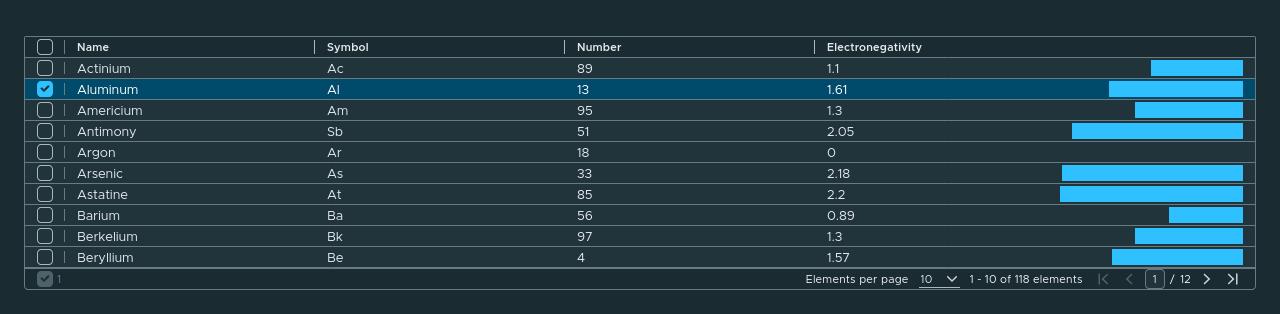 Name Symbol Number Electronegativity
Actinium Ac 89 1.1
Aluminum Al 13 1.61
Americium Am 95 1.3
Antimony Sb 51 2.05
Argon Ar 18 0
Arsenic As 33 2.18
Astatine At 85 2.2
Barium Ba 56 0.89
Berkelium Bk 97 1.3
Beryllium Be 4 1.57
1 Elements per page 10 1 - 10 of 118 elements 1 / 12